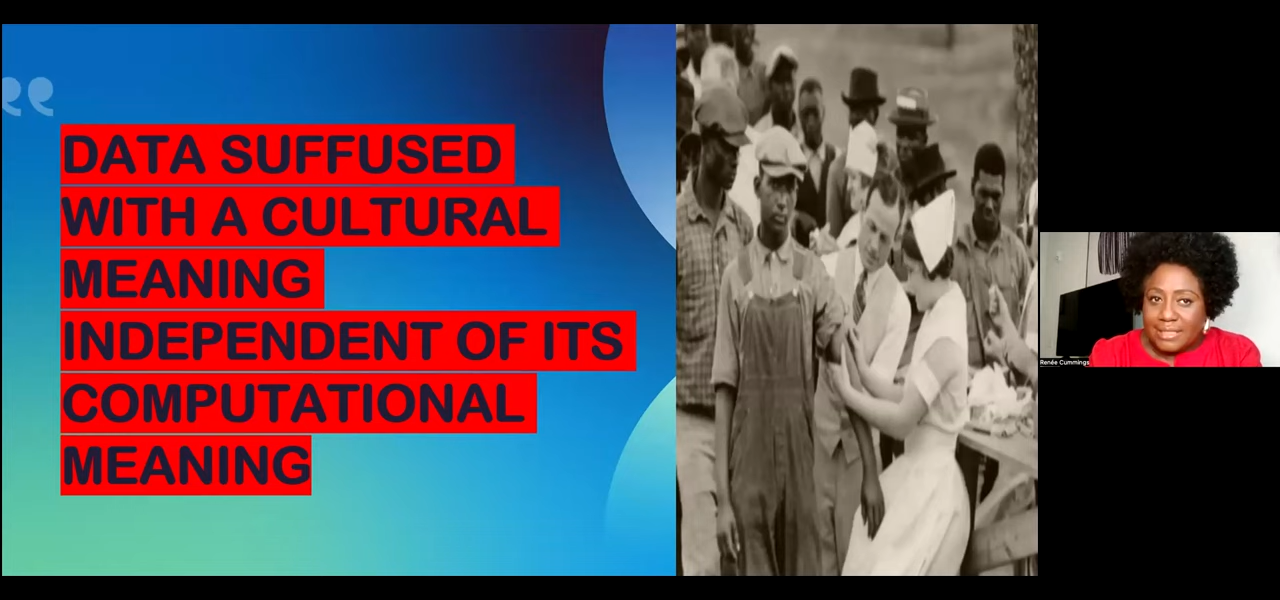 DATA SUFFUSED
WITH A CULTURAL
MEANING
INDEPENDENT OF ITS
COMPUTATIONAL
MEANING
Renée Cummings